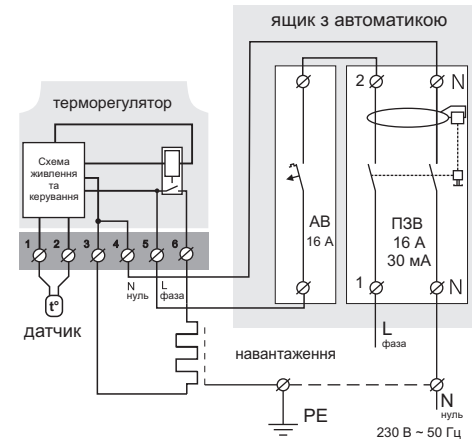 ящик з автоматикою
терморегулятор
2
N
Схема
живлення
та
керування
АВ
16 А
ПЗВ
16 А
30 мА
1
2
3
4
5
6
N
нуль
L
фаза
1
N
t°
датчик
L
фаза
навантаження
PE
N
нуль
230 В ~ 50 Гц